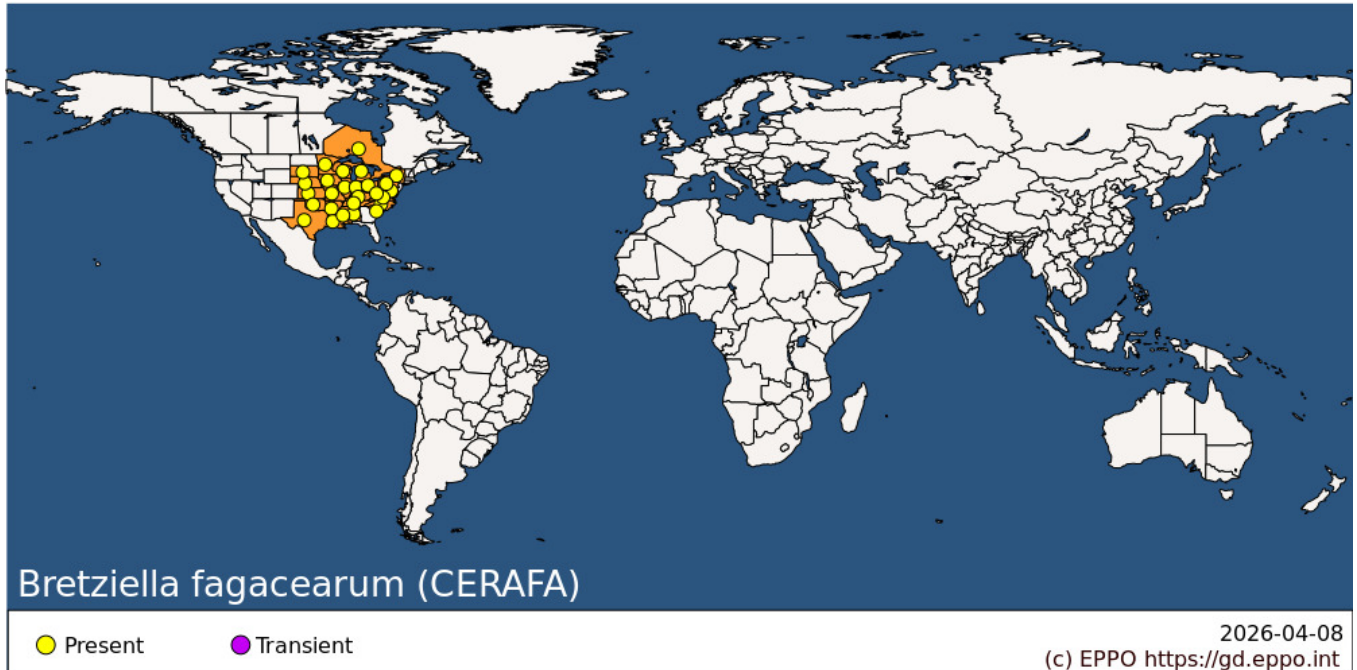 Bretziella fagacearum (CERAFA)
Present
Transient
2026-04-08
(c) EPPO https://gd.eppo.int